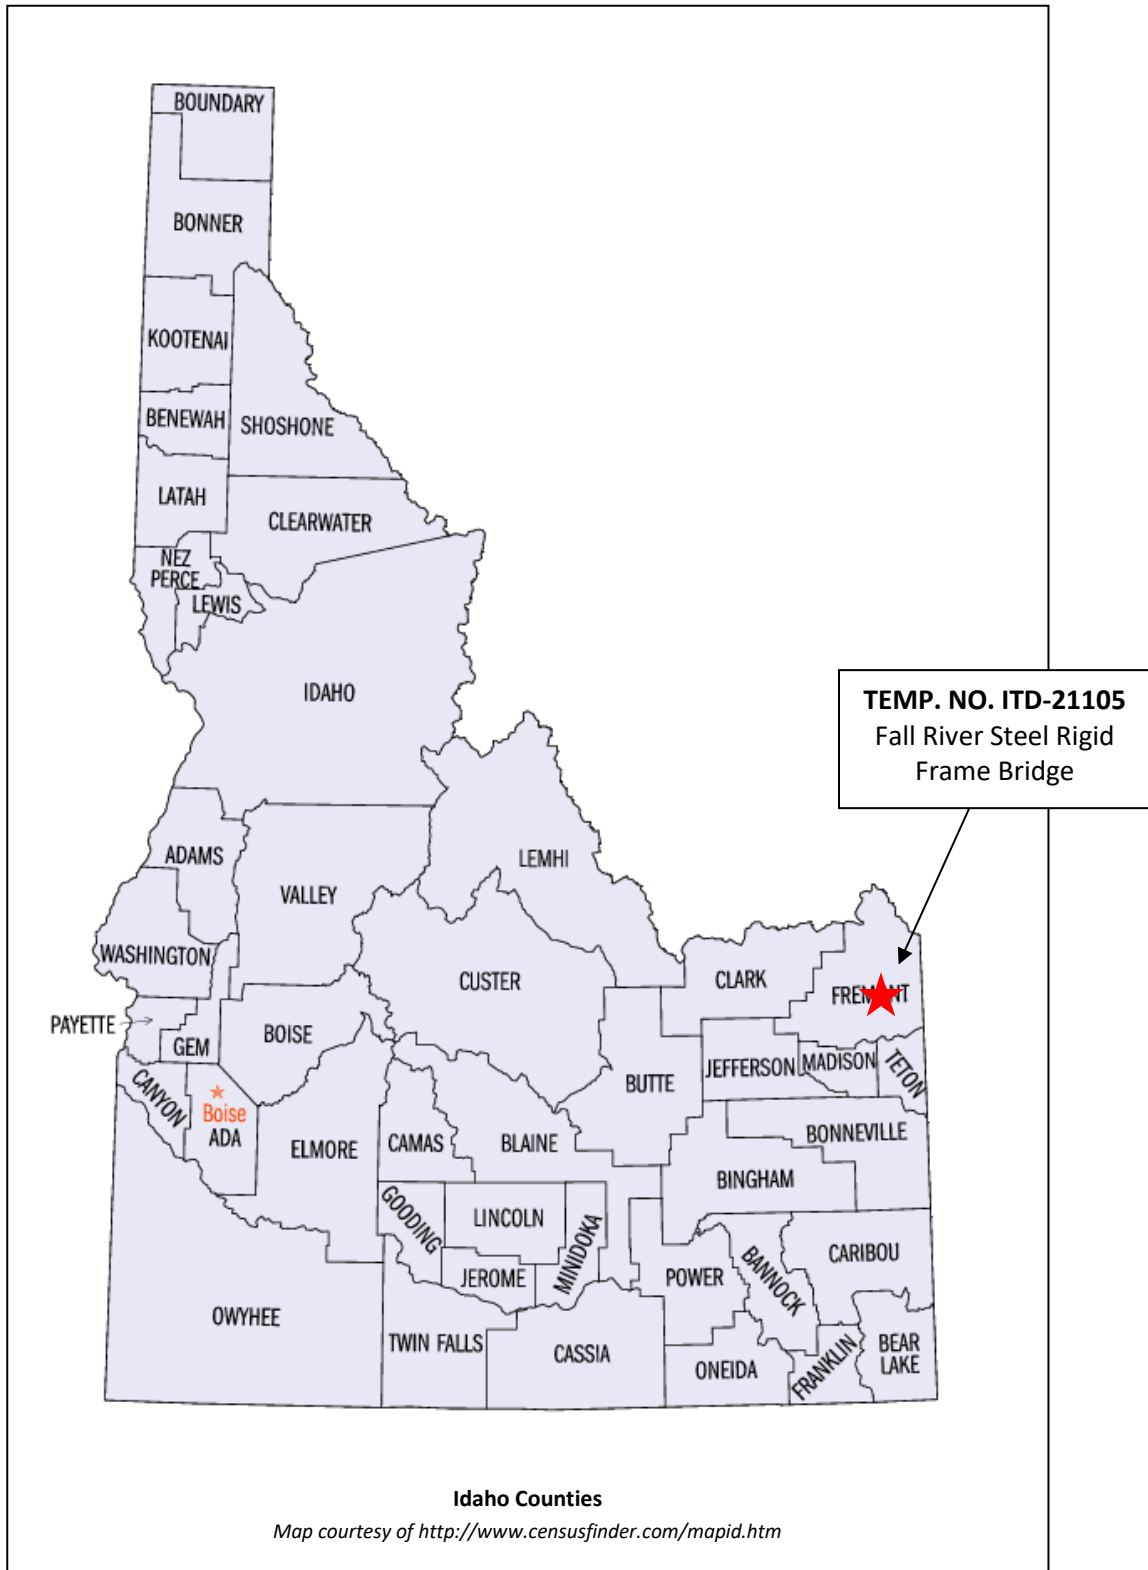 BOUNDARY
BONNER
KOOTENAI
BENEWAH
SHOSHONE
LATAH
CLEARWATER
NEZ
PERCE
LEWIS
IDAHO
TEMP. NO. ITD-21105
Fall River Steel Rigid
Frame Bridge
ADAMS
LEMHI
VALLEY
WASHINGTON
CUSTER
CLARK
FREMONT
PAYETTE
GEM
BOISE
BUTTE
JEFFERSON
MADISON
TETON
CANYON
Boise
ADA
ELMORE
CAMAS
BLAINE
BONNEVILLE
BINGHAM
GOODING
LINCOLN
MINIDOKA
JEROME
POWER
BANNOCK
CARIBOU
OWYHEE
TWIN FALLS
CASSIA
ONEIDA
FRANKLIN
BEAR
LAKE
Idaho Counties
Map courtesy of http://www.censusfinder.com/mapid.htm